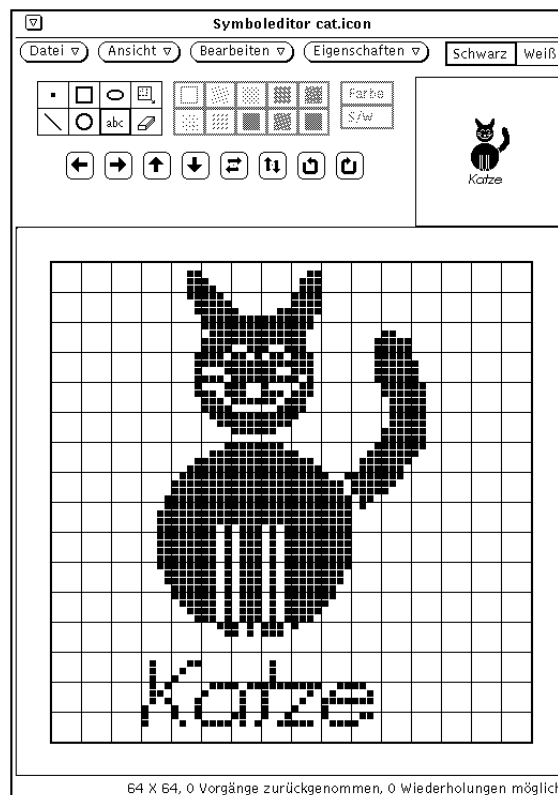 Symboleditor cat.icon
Datei Ansicht Bearbeiten Eigenschaften Schwarz Weiß
abc
Farbe
S/W
Katze
Katze
64 X 64, 0 Vorgänge zurückgenommen, 0 Wiederholungen möglich